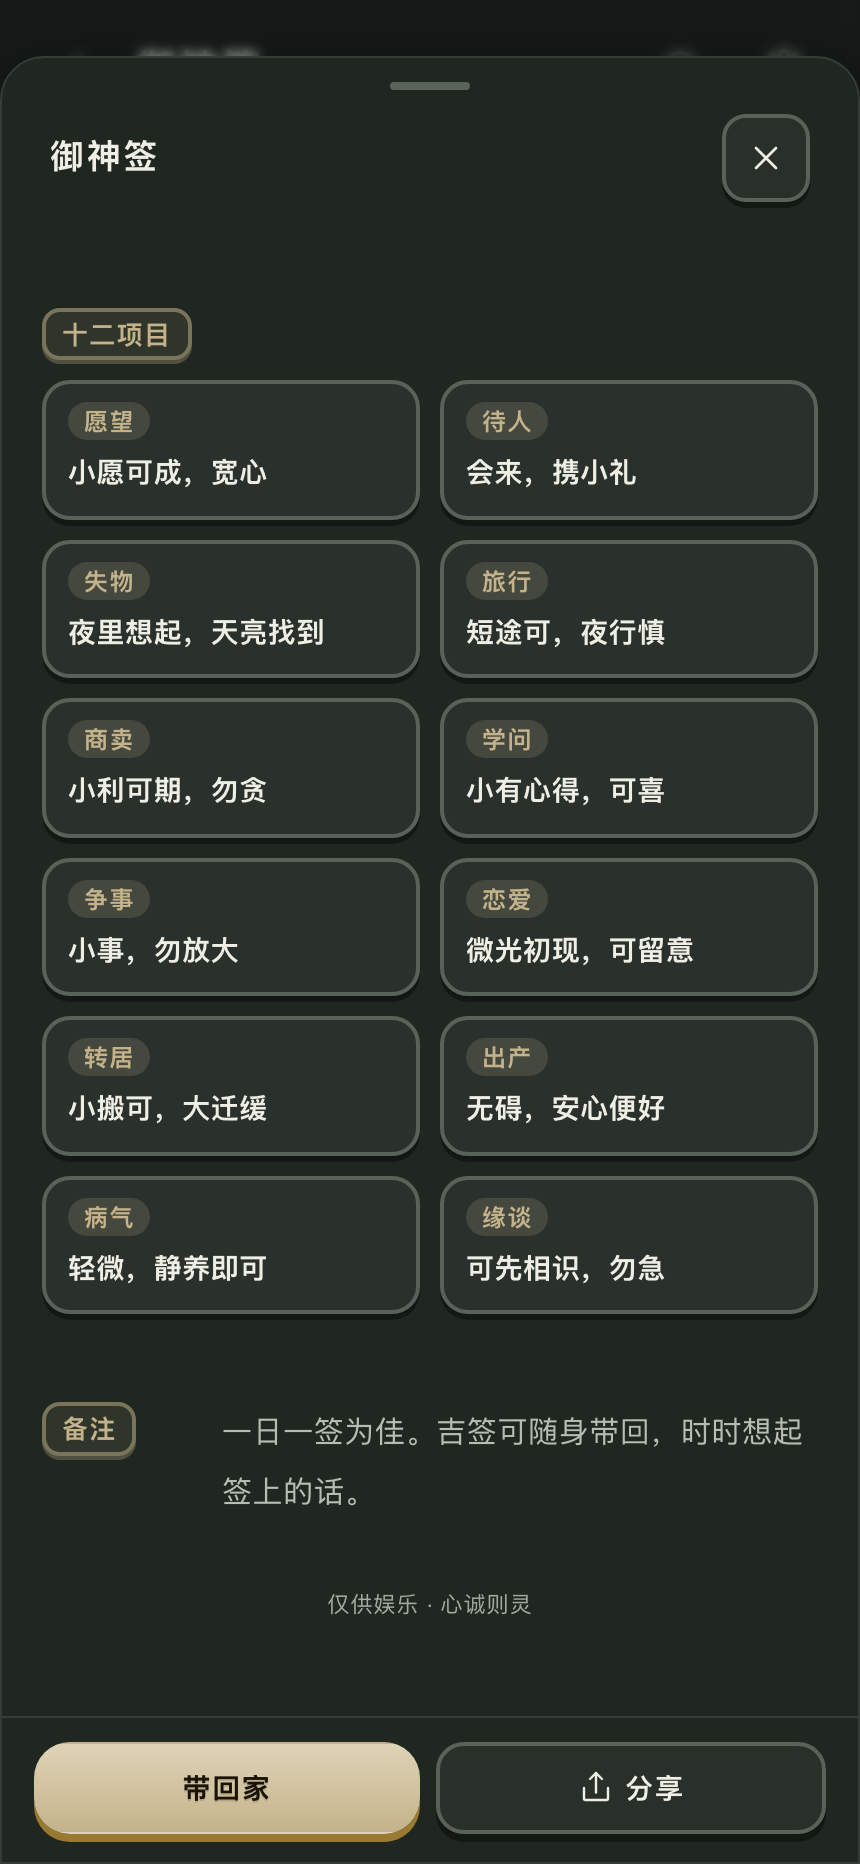 御神签
十二项目
愿望
小愿可成，宽心
待人
会来，携小礼
失物
夜里想起，天亮找到
旅行
短途可，夜行慎
商卖
小利可期，勿贪
学问
小有心得，可喜
争事
小事，勿放大
恋爱
微光初现，可留意
转居
小搬可，大迁缓
出产
无碍，安心便好
病气
轻微，静养即可
缘谈
可先相识，勿急
备注
一日一签为佳。吉签可随身带回，时时想起
签上的话。
仅供娱乐 · 心诚则灵
带回家
分享